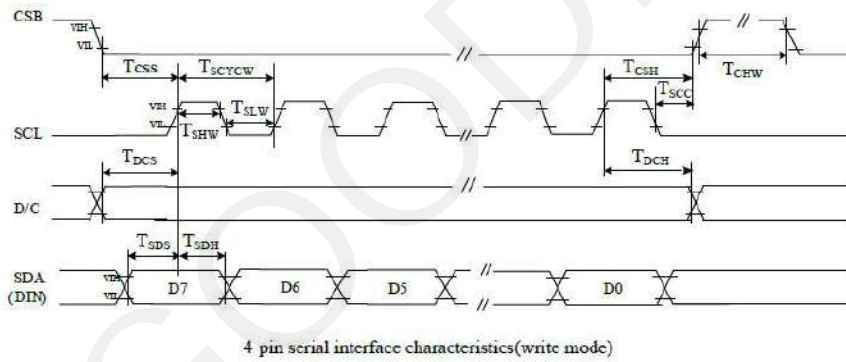 CSB
VIH
VIL
TCSS
TSCYCW
TCSH
TCHW
TSCC
VIH
VIL
TSHW
TSLW
SCL
TDCS
TDCH
D/C
TSDS
TSDH
SDA
(DIN)
VIH
VIL
D7
D6
D5
D0
4 pin serial interface characteristics(write mode)
GOOD